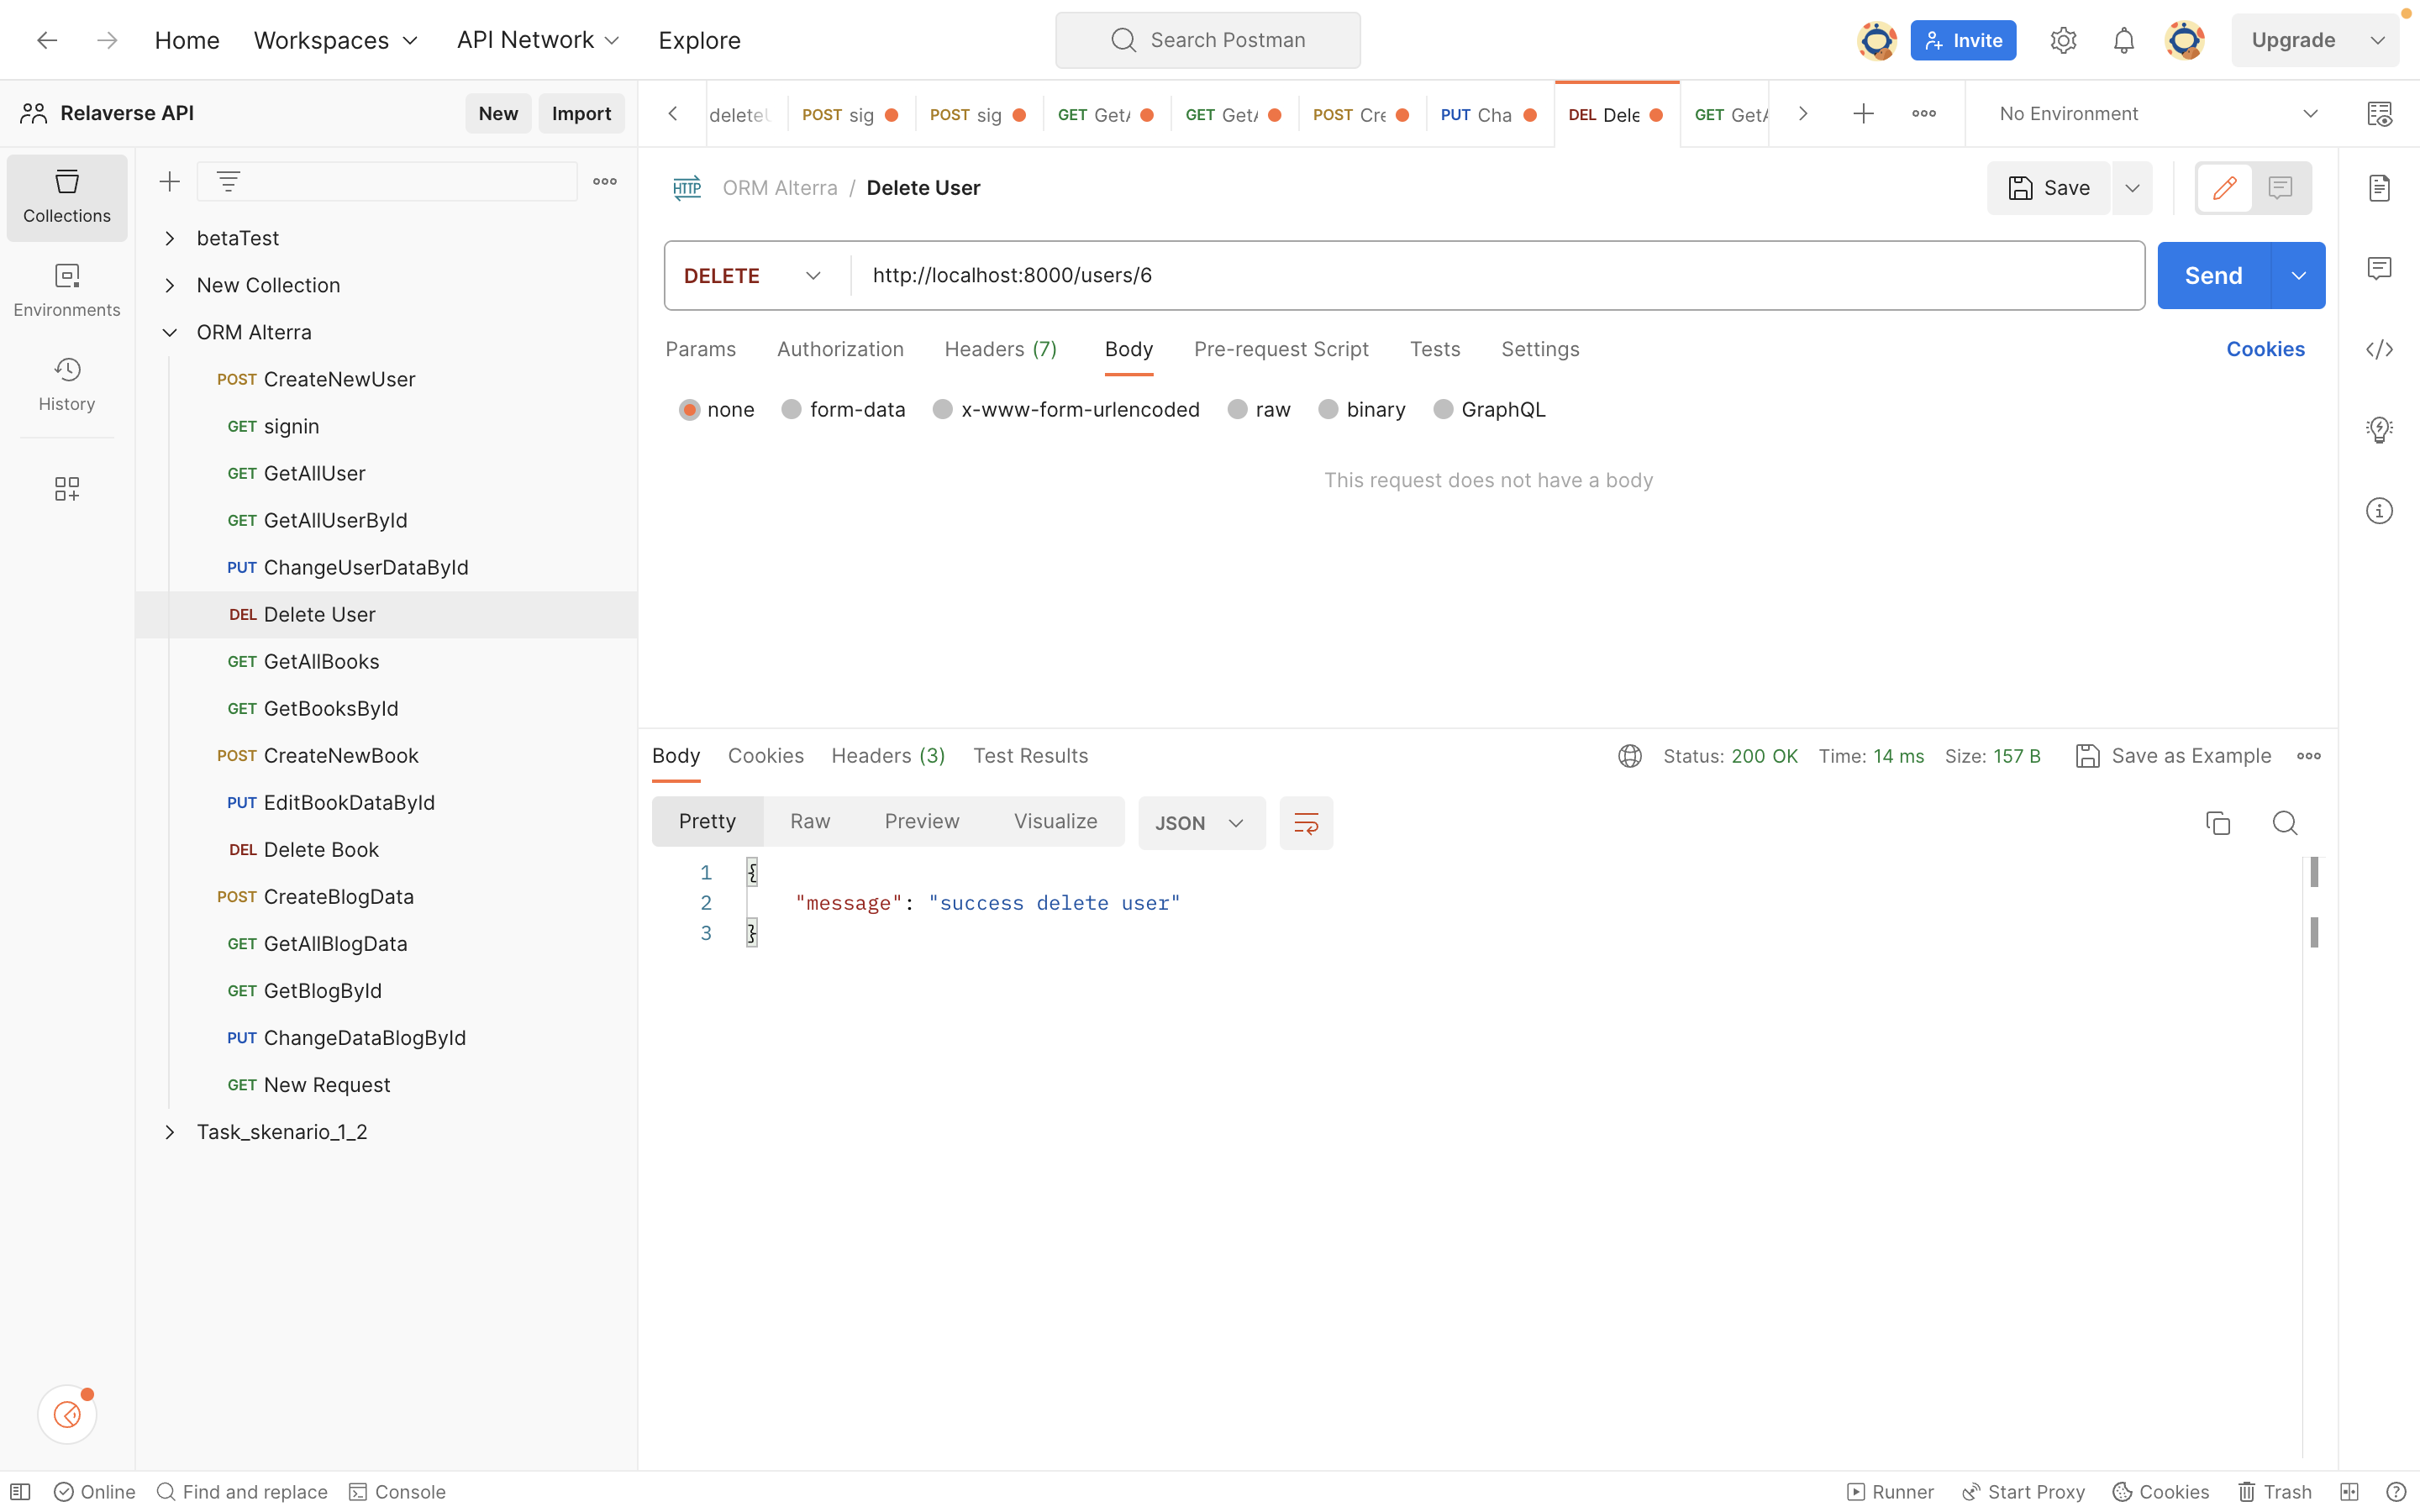 Home Workspaces API Network Explore Search Postman Invite Upgrade
Relaverse API New Import
POST sig POST sig GET GetA GET GetA POST Cre PUT Cha DEL Dele GET GetA No Environment
Collections
Environments
History
betaTest
New Collection
ORM Alterra
POST CreateNewUser
GET signin
GET GetAllUser
GET GetAllUserById
PUT ChangeUserDataById
DEL Delete User
GET GetAllBooks
GET GetBooksById
POST CreateNewBook
PUT EditBookDataById
DEL Delete Book
POST CreateBlogData
GET GetAllBlogData
GET GetBlogById
PUT ChangeDataBlogById
GET New Request
Task_skenario_1_2
HTTP ORM Alterra / Delete User Save
DELETE http://localhost:8000/users/6 Send
Params Authorization Headers (7) Body Pre-request Script Tests Settings Cookies
none form-data x-www-form-urlencoded raw binary GraphQL
This request does not have a body
Body Cookies Headers (3) Test Results Status: 200 OK Time: 14 ms Size: 157 B Save as Example
Pretty Raw Preview Visualize JSON
1 {
2 "message": "success delete user"
3 }
Online Find and replace Console Runner Start Proxy Cookies Trash